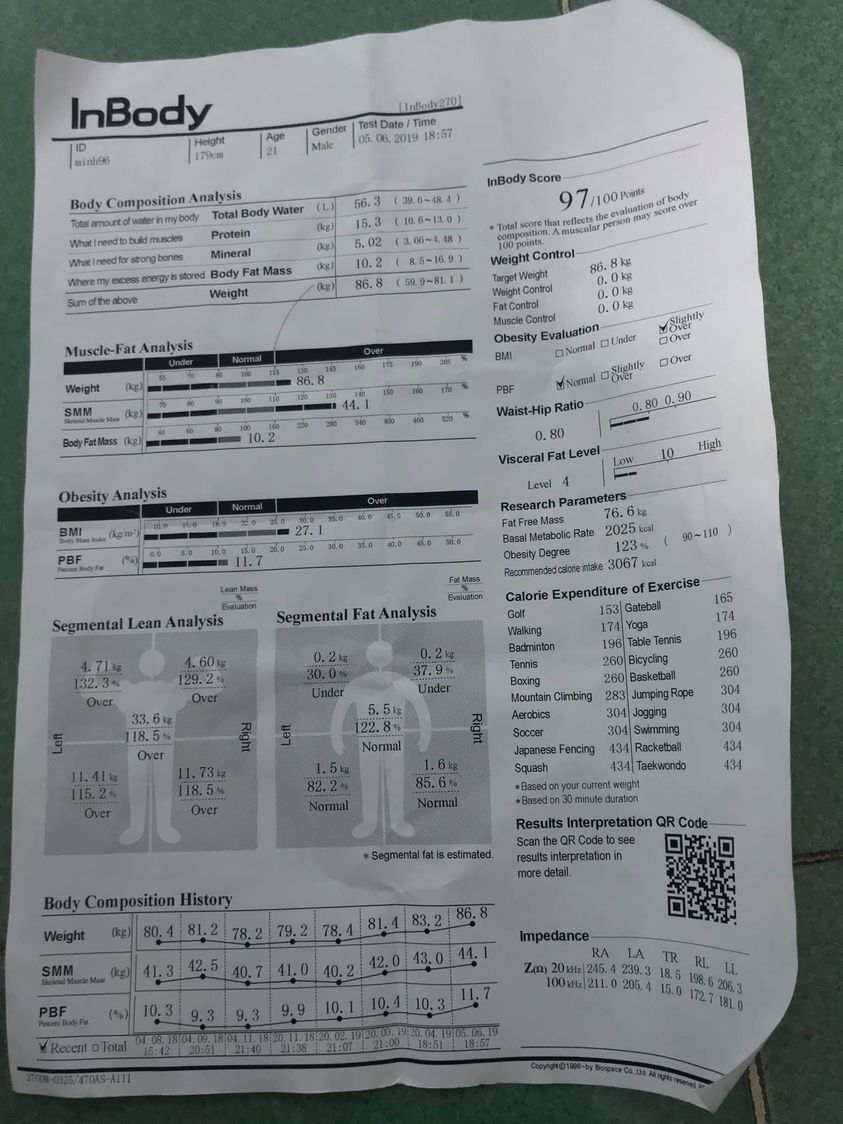 InBody
[InBody270]
ID
minh96
Height
179cm
Age
21
Gender
Male
Test Date / Time
05. 06. 2019 18:57
Body Composition Analysis
Total amount of water in my body Total Body Water (L) 56. 3 ( 39. 6~48. 4 )
What I need to build muscles Protein (kg) 15. 3 ( 10. 6~13. 0 )
What I need for strong bones Mineral (kg) 5. 02 ( 3. 66~4. 48 )
Where my excess energy is stored Body Fat Mass (kg) 10. 2 ( 8. 5~16. 9 )
Sum of the above Weight (kg) 86. 8 ( 59. 9~81. 1 )
Muscle-Fat Analysis
Under Normal Over
Weight (kg) 55 70 85 100 115 130 145 160 175 190 205 %
86. 8
SMM (kg) 70 80 90 100 110 120 130 140 150 160 170 %
Skeletal Muscle Mass
44. 1
Body Fat Mass (kg) 40 60 80 100 160 220 280 340 400 460 520 %
10. 2
Obesity Analysis
Under Normal Over
BMI (kg/m²) 10. 0 15. 0 18. 5 22. 0 25. 0 30. 0 35. 0 40. 0 45. 0 50. 0 55. 0
Body Mass Index
27. 1
PBF (%) 0. 0 5. 0 10. 0 15. 0 20. 0 25. 0 30. 0 35. 0 40. 0 45. 0 50. 0
Percent Body Fat
11. 7
Lean Mass
%
Evaluation
Segmental Lean Analysis
4. 71 kg 4. 60 kg
132. 3 % 129. 2 %
Over Over
33. 6 kg
118. 5 %
Over
Left Right
11. 41 kg 11. 73 kg
115. 2 % 118. 5 %
Over Over
Fat Mass
%
Evaluation
Segmental Fat Analysis
0. 2 kg 0. 2 kg
30. 0 % 37. 9 %
Under Under
5. 5 kg
122. 8 %
Normal
Left Right
1. 5 kg 1. 6 kg
82. 2 % 85. 6 %
Normal Normal
* Segmental fat is estimated.
Body Composition History
Weight (kg) 80. 4 81. 2 78. 2 79. 2 78. 4 81. 4 83. 2 86. 8
SMM (kg) 41. 3 42. 5 40. 7 41. 0 40. 2 42. 0 43. 0 44. 1
Skeletal Muscle Mass
PBF (%) 10. 3 9. 3 9. 3 9. 9 10. 1 10. 4 10. 3 11. 7
Percent Body Fat
Recent Total 04. 08. 18 04. 09. 18 04. 11. 18 20. 11. 18 20. 02. 19 20. 03. 19 20. 04. 19 05. 06. 19
15:42 20:51 21:40 21:38 21:07 21:00 18:51 18:57
270DM-0325/470AS-A111
InBody Score
97/100 Points
* Total score that reflects the evaluation of body
composition. A muscular person may score over
100 points.
Weight Control
Target Weight 86. 8 kg
Weight Control 0. 0 kg
Fat Control 0. 0 kg
Muscle Control 0. 0 kg
Obesity Evaluation
BMI Normal Under Slightly Over Over
PBF Normal Slightly Over Over
Waist-Hip Ratio
0. 80 0. 80 0. 90
Visceral Fat Level
Level 4 Low 10 High
Research Parameters
Fat Free Mass 76. 6 kg
Basal Metabolic Rate 2025 kcal
Obesity Degree 123 % ( 90~110 )
Recommended calorie intake 3067 kcal
Calorie Expenditure of Exercise
Golf 153 Gateball 165
Walking 174 Yoga 174
Badminton 196 Table Tennis 196
Tennis 260 Bicycling 260
Boxing 260 Basketball 260
Mountain Climbing 283 Jumping Rope 304
Aerobics 304 Jogging 304
Soccer 304 Swimming 304
Japanese Fencing 434 Racketball 434
Squash 434 Taekwondo 434
*Based on your current weight
*Based on 30 minute duration
Results Interpretation QR Code
Scan the QR Code to see
results interpretation in
more detail.
Impedance
RA LA TR RL LL
Z(Ω) 20 kHz 245. 4 239. 3 18. 5 198. 6 206. 3
100 kHz 211. 0 205. 4 15. 0 172. 7 181. 0
Copyright©1996~by Biospace Co.,Ltd. All rights reserved.